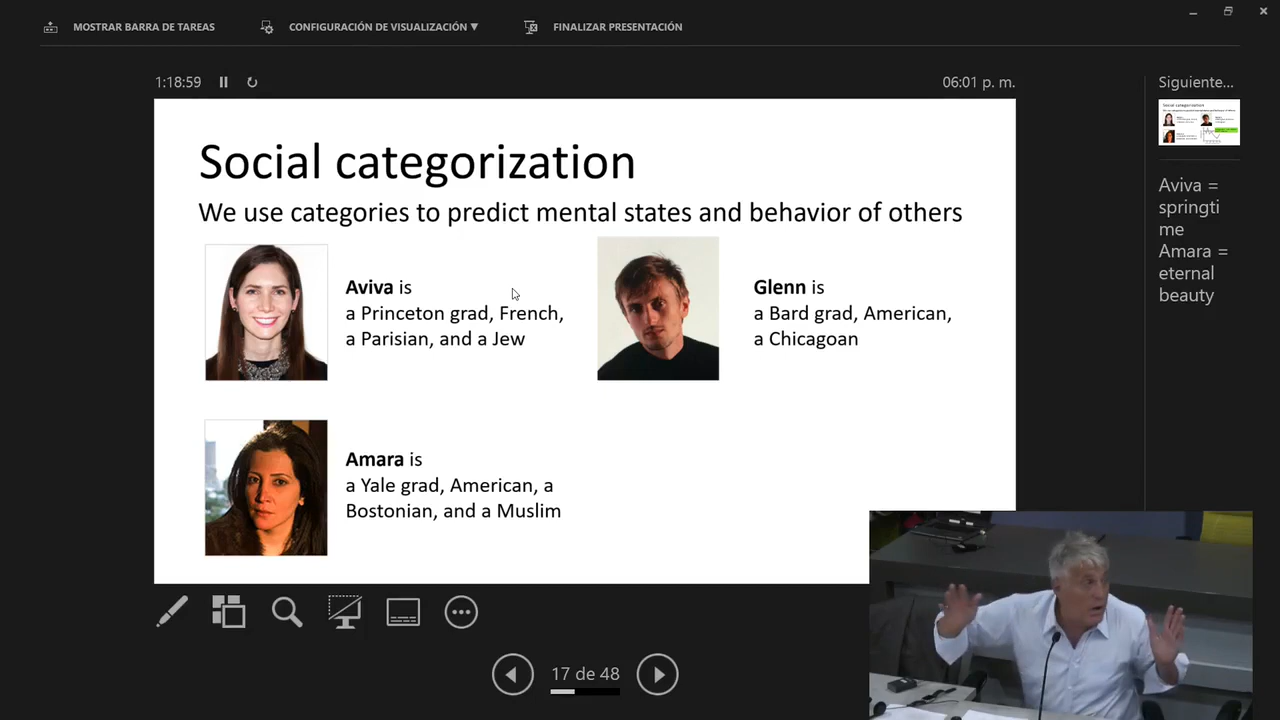 MOSTRAR BARRA DE TAREAS
CONFIGURACIÓN DE VISUALIZACIÓN ▼
FINALIZAR PRESENTACIÓN
1:18:59
06:01 p. m.
Siguiente...
Social categorization
We use categories to predict mental states and behavior of others
Aviva is
a Princeton grad, French,
a Parisian, and a Jew
Glenn is
a Bard grad, American,
a Chicagoan
Amara is
a Yale grad, American, a
Bostonian, and a Muslim
Social categorization
Aviva =
springti
me
Amara =
eternal
beauty
17 de 48